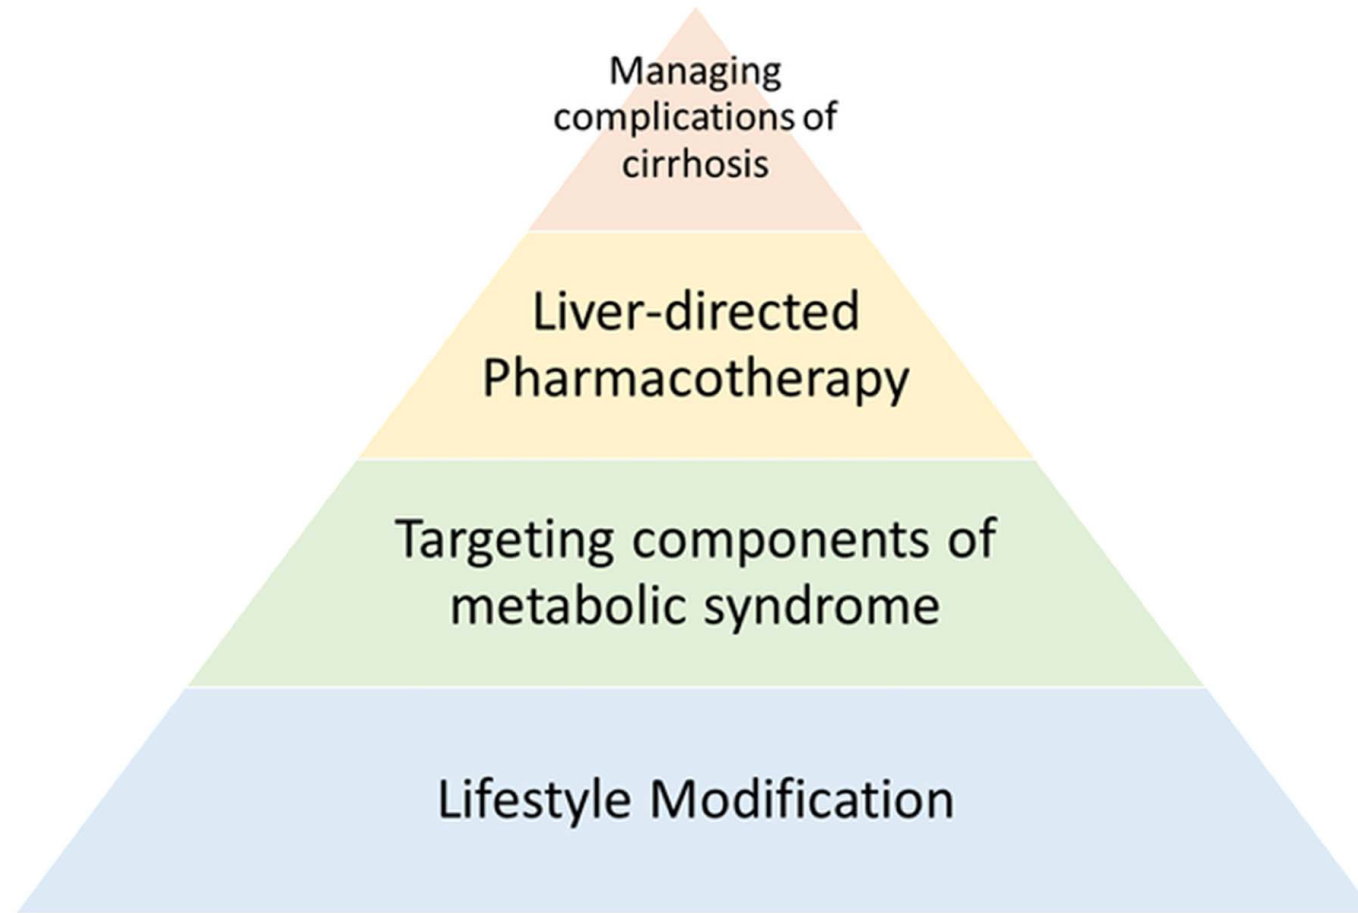 Managing
complications of
cirrhosis
Liver-directed
Pharmacotherapy
Targeting components of
metabolic syndrome
Lifestyle Modification